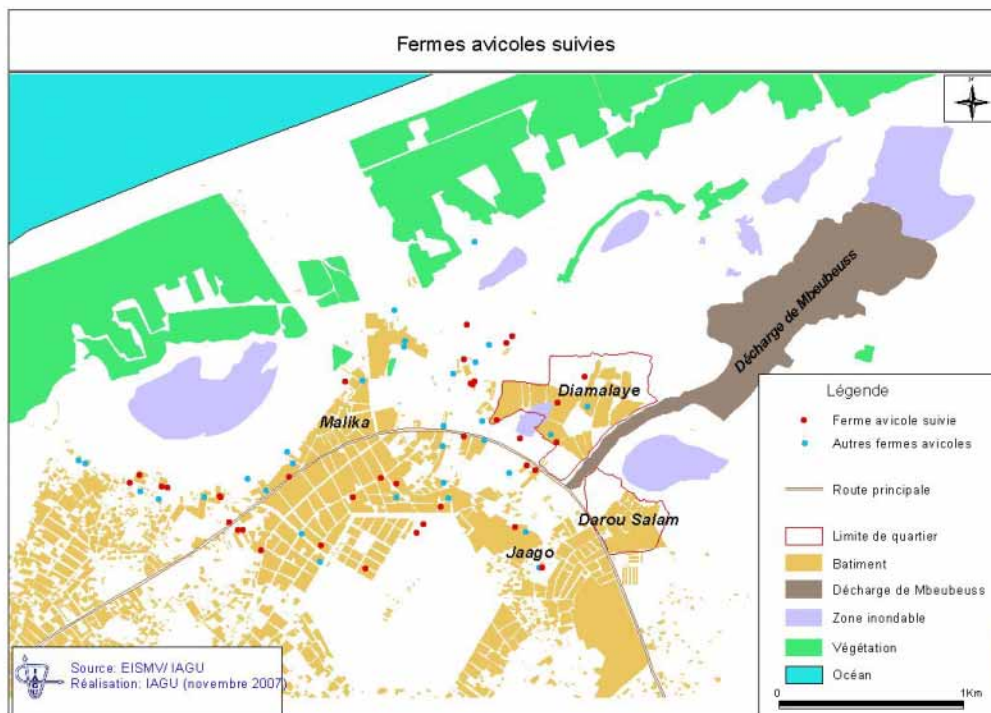 Fermes avicoles suivies
N
Décharge de Mbeubeuss
Diamalaye
Malika
Darou Salam
Jaago
Légende
Ferme avicole suivie
Autres fermes avicoles
Route principale
Limite de quartier
Batiment
Décharge de Mbeubeuss
Zone inondable
Végétation
Océan
0 1Km
Source: EISMV/ IAGU
Réalisation: IAGU (novembre 2007)